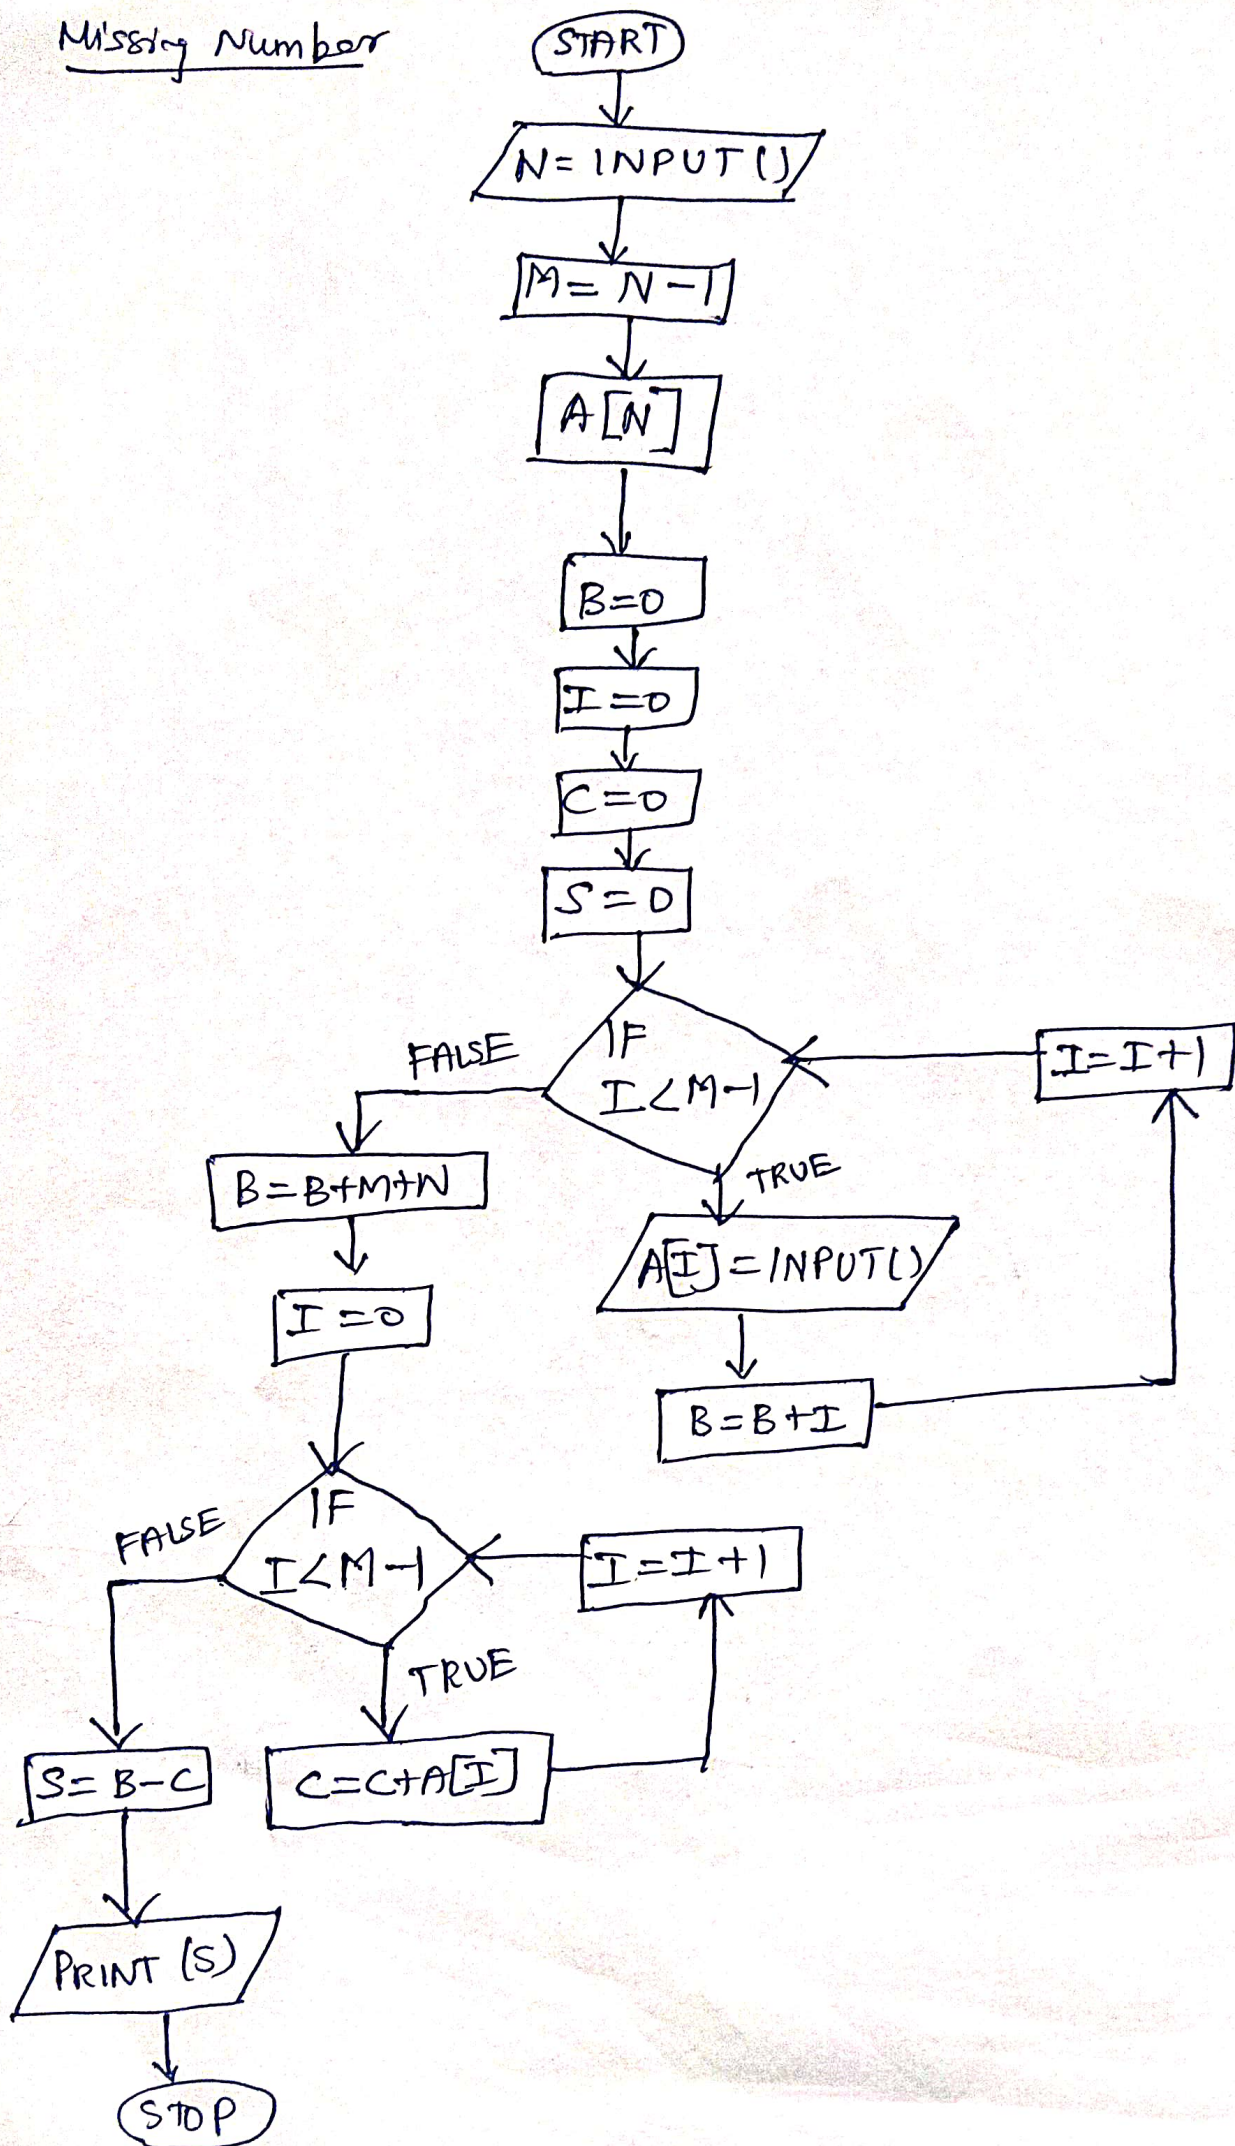 Missing Number
START
N = INPUT()
M = N - 1
A[N]
B=0
I=0
C=0
S=0
IF
I<M-1
FALSE
TRUE
I=I+1
A[I]=INPUT()
B=B+I
B=B+M+N
I=0
IF
I<M-1
FALSE
TRUE
I=I+1
C=C+A[I]
S=B-C
PRINT (S)
STOP